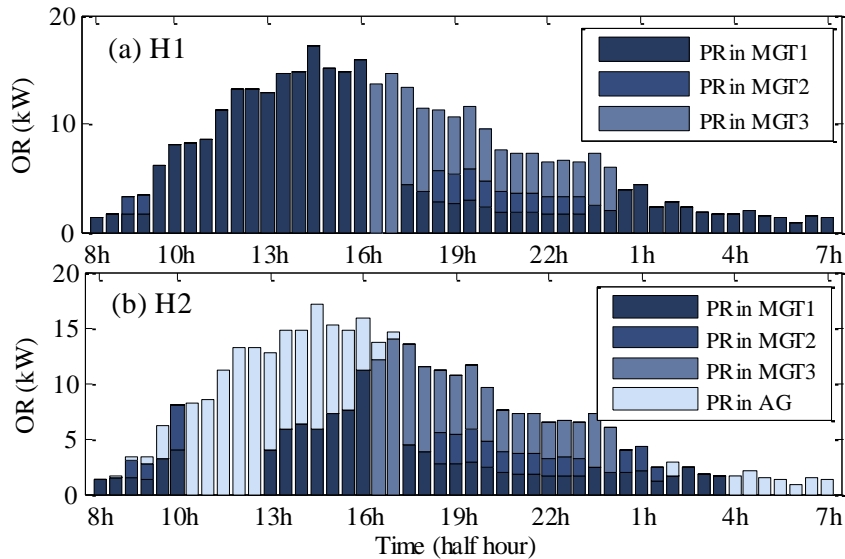 (a) H1
OR (kW)
20
10
0
PR in MGT1
PR in MGT2
PR in MGT3
8h 10h 13h 16h 19h 22h 1h 4h 7h
(b) H2
OR (kW)
20
15
10
5
0
PR in MGT1
PR in MGT2
PR in MGT3
PR in AG
8h 10h 13h 16h 19h 22h 1h 4h 7h
Time (half hour)